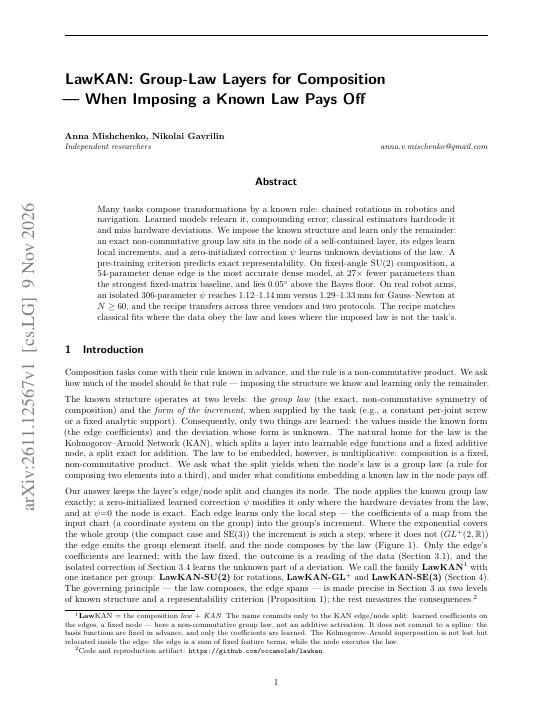 LawKAN: Group-Law Layers for Composition
— When Imposing a Known Law Pays Off
Anna Mishchenko, Nikolai Gavrilin
Independent researchers
anna.v.mischenko@gmail.com
Abstract
Many tasks compose transformations by a known rule: chained rotations in robotics and
navigation. Learned models relearn it, compounding error; classical estimators hardcode it
and miss hardware deviations. We impose the known structure and learn only the remainder:
an exact non-commutative group law sits in the node of a self-contained layer, its edges learn
local increments, and a zero-initialized correction ψ learns unknown deviations of the law. A
pre-training criterion predicts exact representability. On fixed-angle SU(2) composition, a
54-parameter dense edge is the most accurate dense model, at 27× fewer parameters than
the strongest fixed-matrix baseline, and lies 0.05° above the Bayes floor. On real robot arms,
an isolated 306-parameter ψ reaches 1.12–1.14 mm versus 1.29–1.33 mm for Gauss–Newton at
N ≥ 60, and the recipe transfers across three vendors and two protocols. The recipe matches
classical fits where the data obey the law and loses where the imposed law is not the task's.
1 Introduction
Composition tasks come with their rule known in advance, and the rule is a non-commutative product. We ask
how much of the model should be that rule — imposing the structure we know and learning only the remainder.
The known structure operates at two levels: the group law (the exact, non-commutative symmetry of
composition) and the form of the increment, when supplied by the task (e.g., a constant per-joint screw
or a fixed analytic support). Consequently, only two things are learned: the values inside the known form
(the edge coefficients) and the deviation whose form is unknown. The natural home for the law is the
Kolmogorov–Arnold Network (KAN), which splits a layer into learnable edge functions and a fixed additive
node, a split exact for addition. The law to be embedded, however, is multiplicative: composition is a fixed,
non-commutative product. We ask what the split yields when the node's law is a group law (a rule for
composing two elements into a third), and under what conditions embedding a known law in the node pays off.
Our answer keeps the layer's edge/node split and changes its node. The node applies the known group law
exactly; a zero-initialized learned correction ψ modifies it only where the hardware deviates from the law,
and at ψ=0 the node is exact. Each edge learns only the local step — the coefficients of a map from the
input chart (a coordinate system on the group) into the group's increment. Where the exponential covers
the whole group (the compact case and SE(3)) the increment is such a step; where it does not (GL⁺(2,ℝ))
the edge emits the group element itself, and the node composes by the law (Figure 1). Only the edge's
coefficients are learned; with the law fixed, the outcome is a reading of the data (Section 3.1), and the
isolated correction of Section 3.4 learns the unknown part of a deviation. We call the family LawKAN¹ with
one instance per group: LawKAN-SU(2) for rotations, LawKAN-GL⁺ and LawKAN-SE(3) (Section 4).
The governing principle — the law composes, the edge spans — is made precise in Section 3 as two levels
of known structure and a representability criterion (Proposition 1); the rest measures the consequences.²
¹LawKAN = the composition law + KAN. The name commits only to the KAN edge/node split: learned coefficients on
the edges, a fixed node — here a non-commutative group law, not an additive activation. It does not commit to a spline: the
basis functions are fixed in advance, and only the coefficients are learned. The Kolmogorov–Arnold superposition is not lost but
relocated inside the edge: the edge is a sum of fixed feature terms, while the node executes the law.
²Code and reproduction artifact: https://github.com/occamolab/lawkan.
1
arXiv:2611.12567v1 [cs.LG] 9 Nov 2026